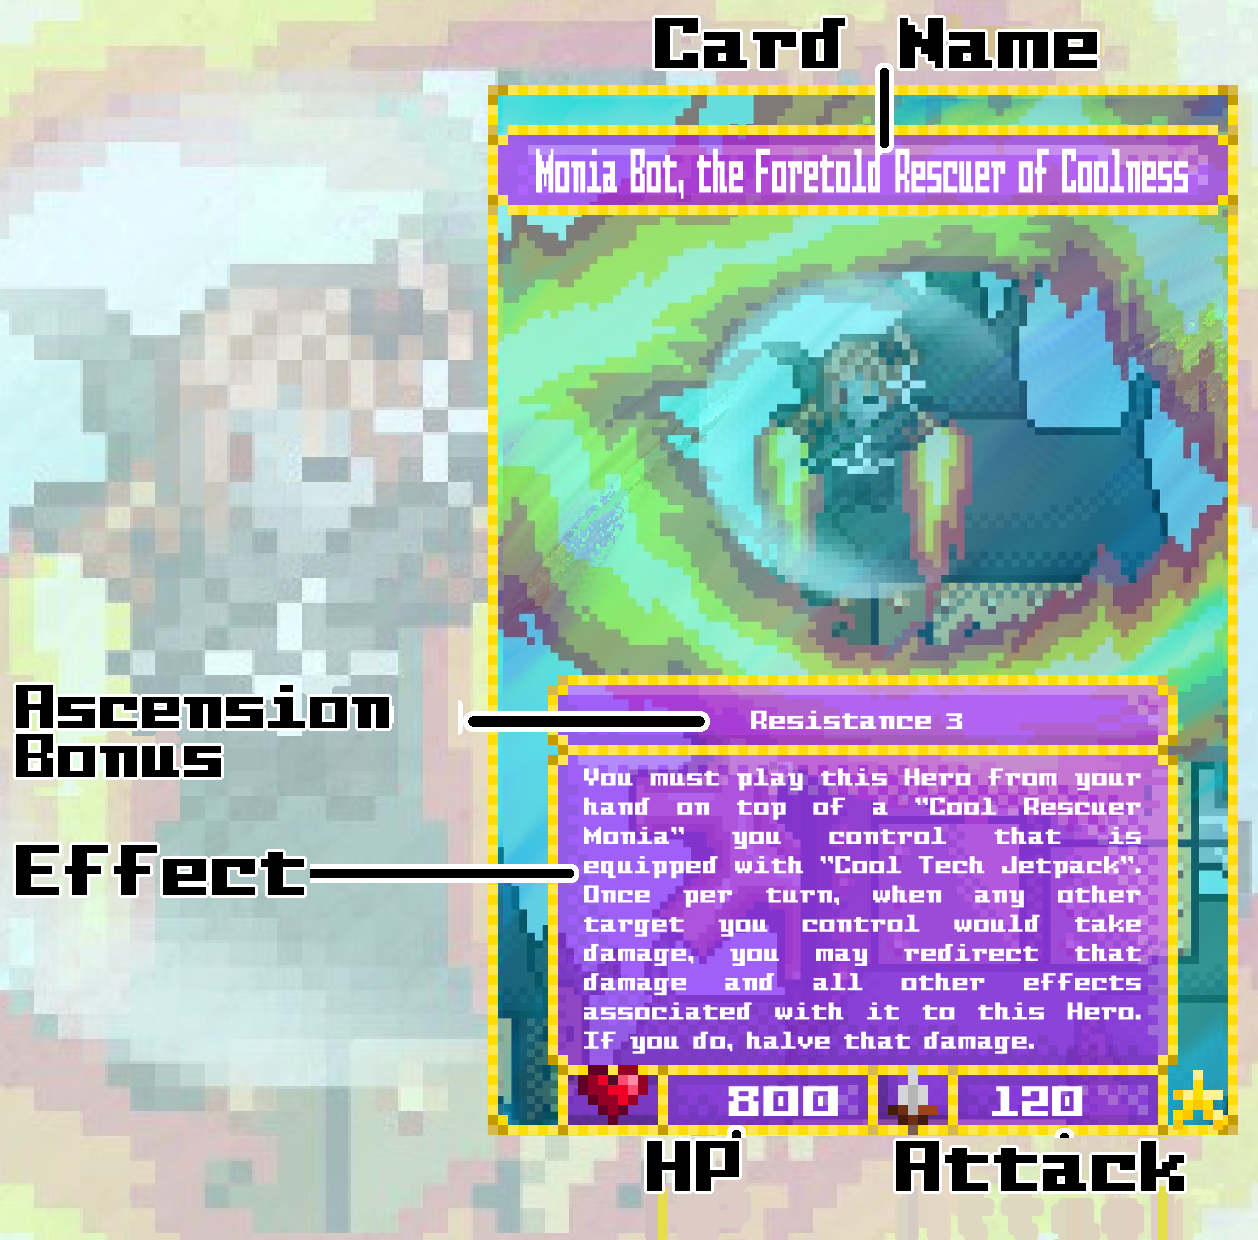 Card Name
Monia Bot, the Foretold Rescuer of Coolness
Ascension
Bonus
Resistance 3
Effect
You must play this Hero from your
hand on top of a "Cool Rescuer
Monia" you control that is
equipped with "Cool Tech Jetpack".
Once per turn, when any other
target you control would take
damage, you may redirect that
damage and all other effects
associated with it to this Hero.
If you do, halve that damage.
800
120
HP
Attack